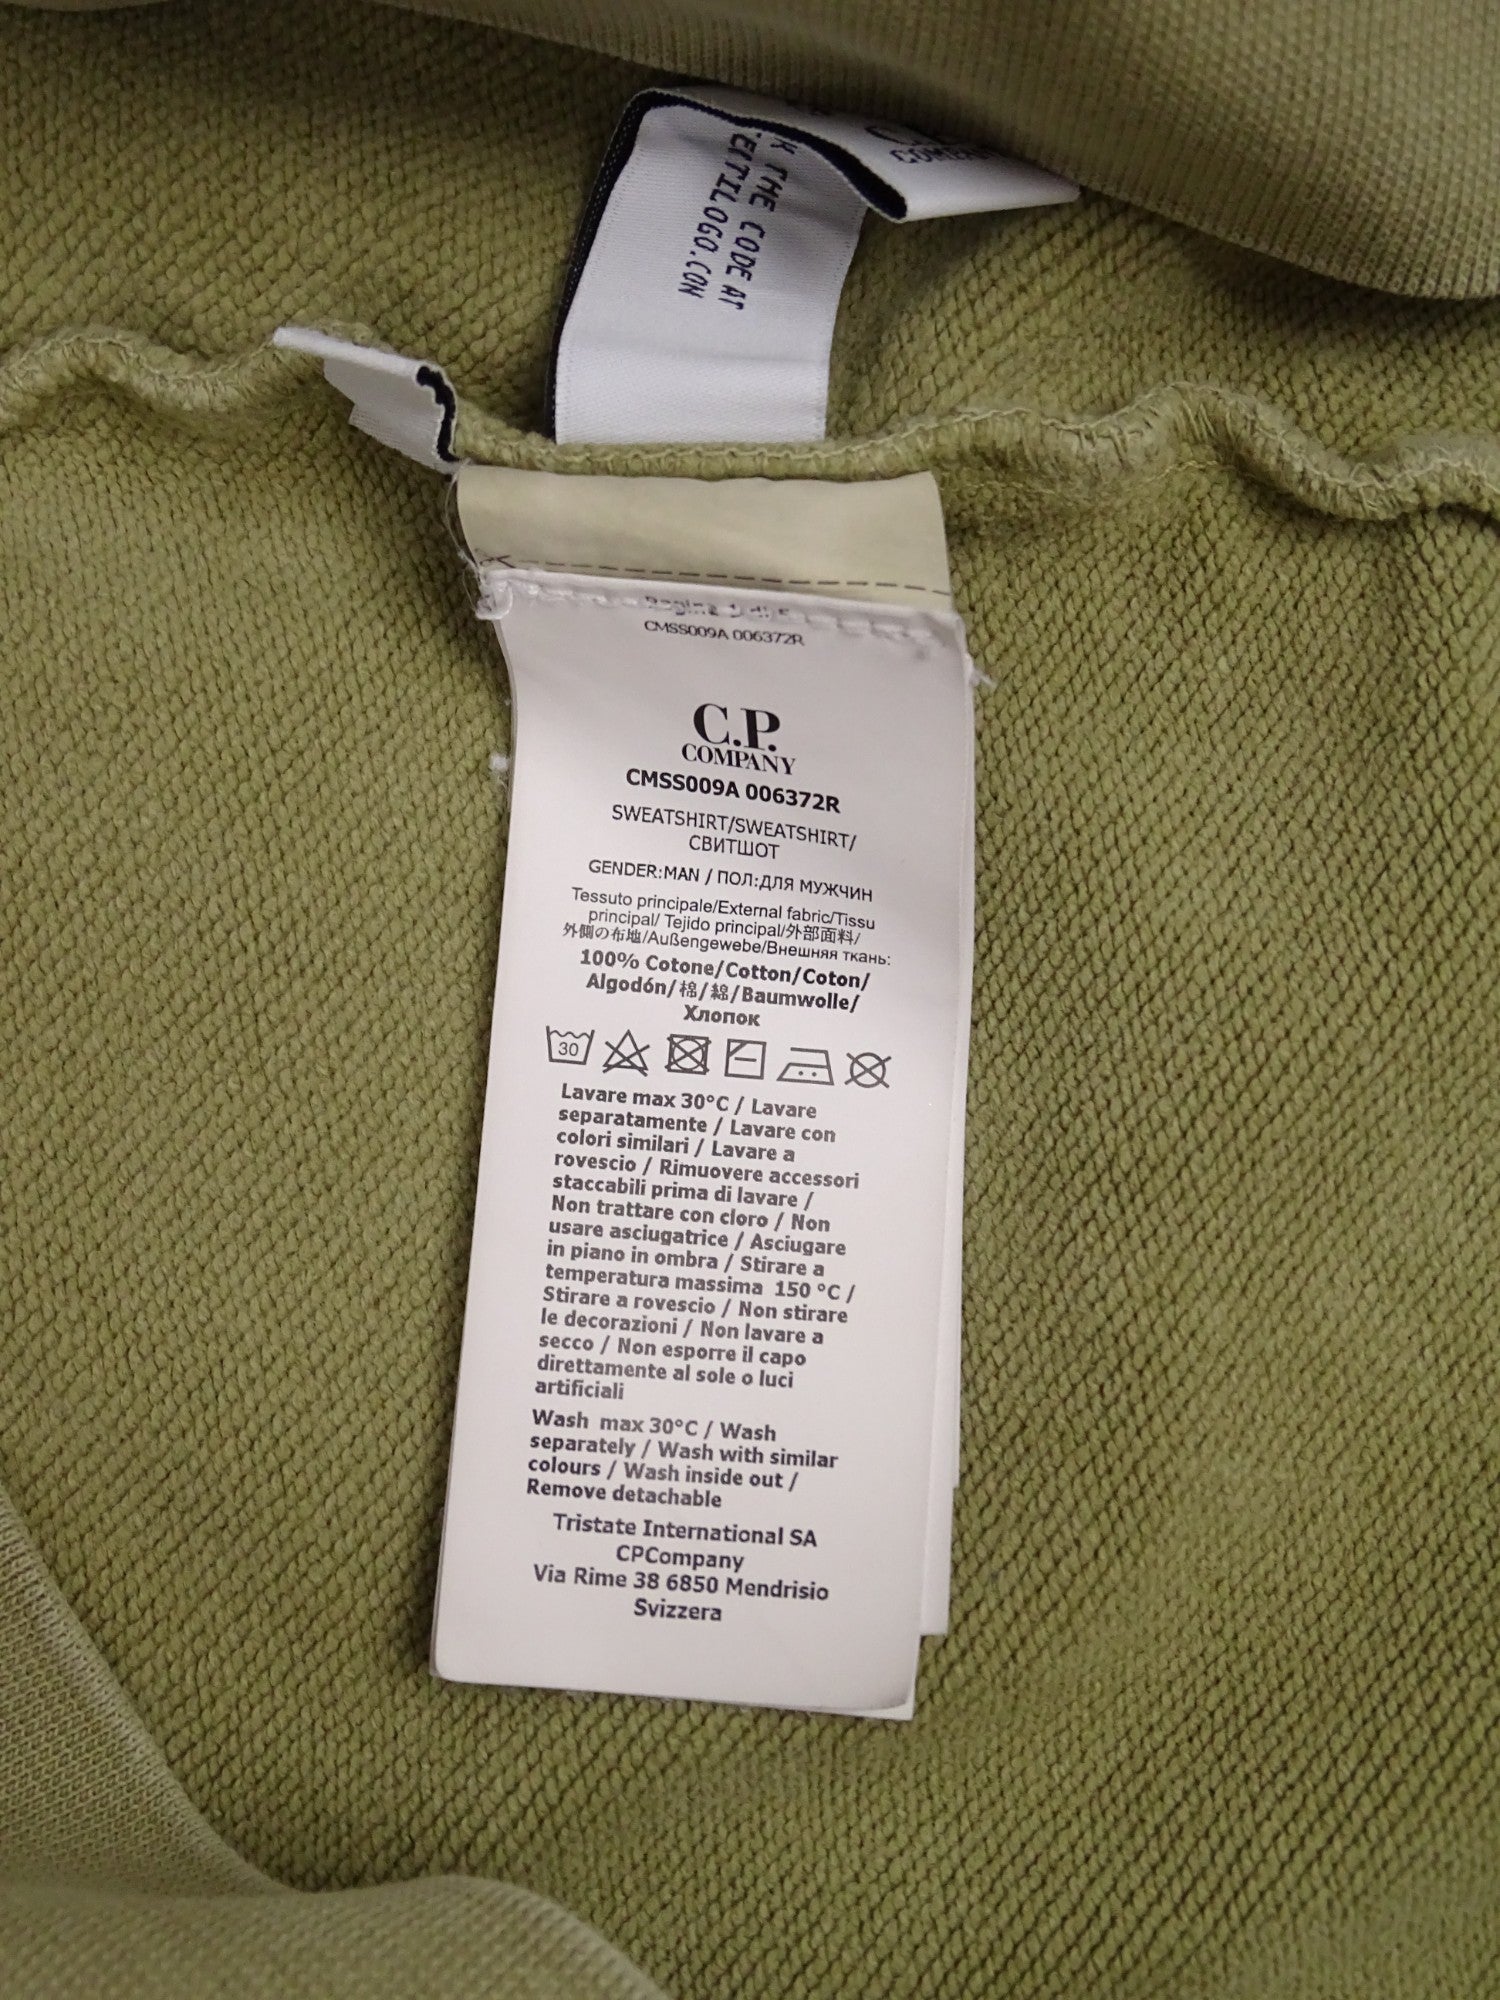 THE CODE AT
TEXTILOGO.COM
C.P.
COMPANY
Pagina 1 di 5
CMSS009A 006372R
C.P.
COMPANY
CMSS009A 006372R
SWEATSHIRT/SWEATSHIRT/
СВИТШОТ
GENDER:MAN / ПОЛ:ДЛЯ МУЖЧИН
Tessuto principale/External fabric/Tissu
principal/ Tejido principal/外部面料/
外側の布地/Außengewebe/Внешняя ткань:
100% Cotone/Cotton/Coton/
Algodón/棉/綿/Baumwolle/
Хлопок
30
Lavare max 30°C / Lavare
separatamente / Lavare con
colori similari / Lavare a
rovescio / Rimuovere accessori
staccabili prima di lavare /
Non trattare con cloro / Non
usare asciugatrice / Asciugare
in piano in ombra / Stirare a
temperatura massima 150 °C /
Stirare a rovescio / Non stirare
le decorazioni / Non lavare a
secco / Non esporre il capo
direttamente al sole o luci
artificiali
Wash max 30°C / Wash
separately / Wash with similar
colours / Wash inside out /
Remove detachable
Tristate International SA
CPCompany
Via Rime 38 6850 Mendrisio
Svizzera